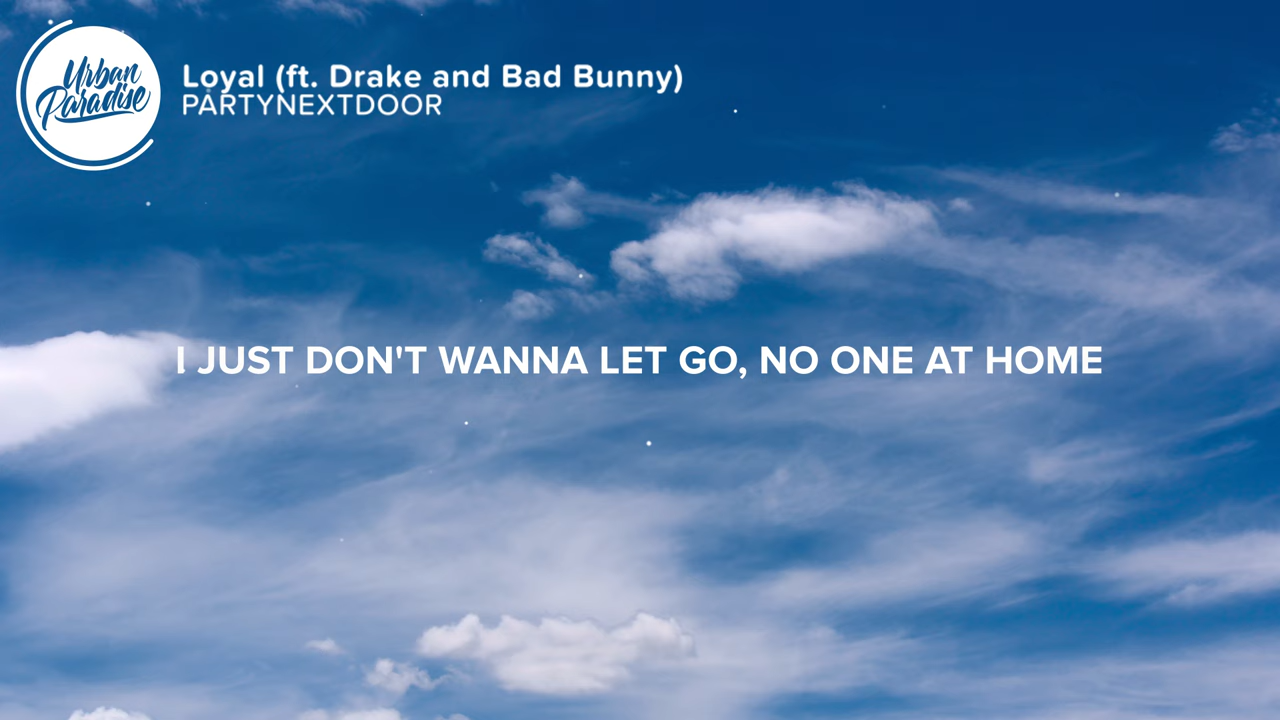 Urban
Paradise
Loyal (ft. Drake and Bad Bunny)
PARTYNEXTDOOR
I JUST DON'T WANNA LET GO, NO ONE AT HOME